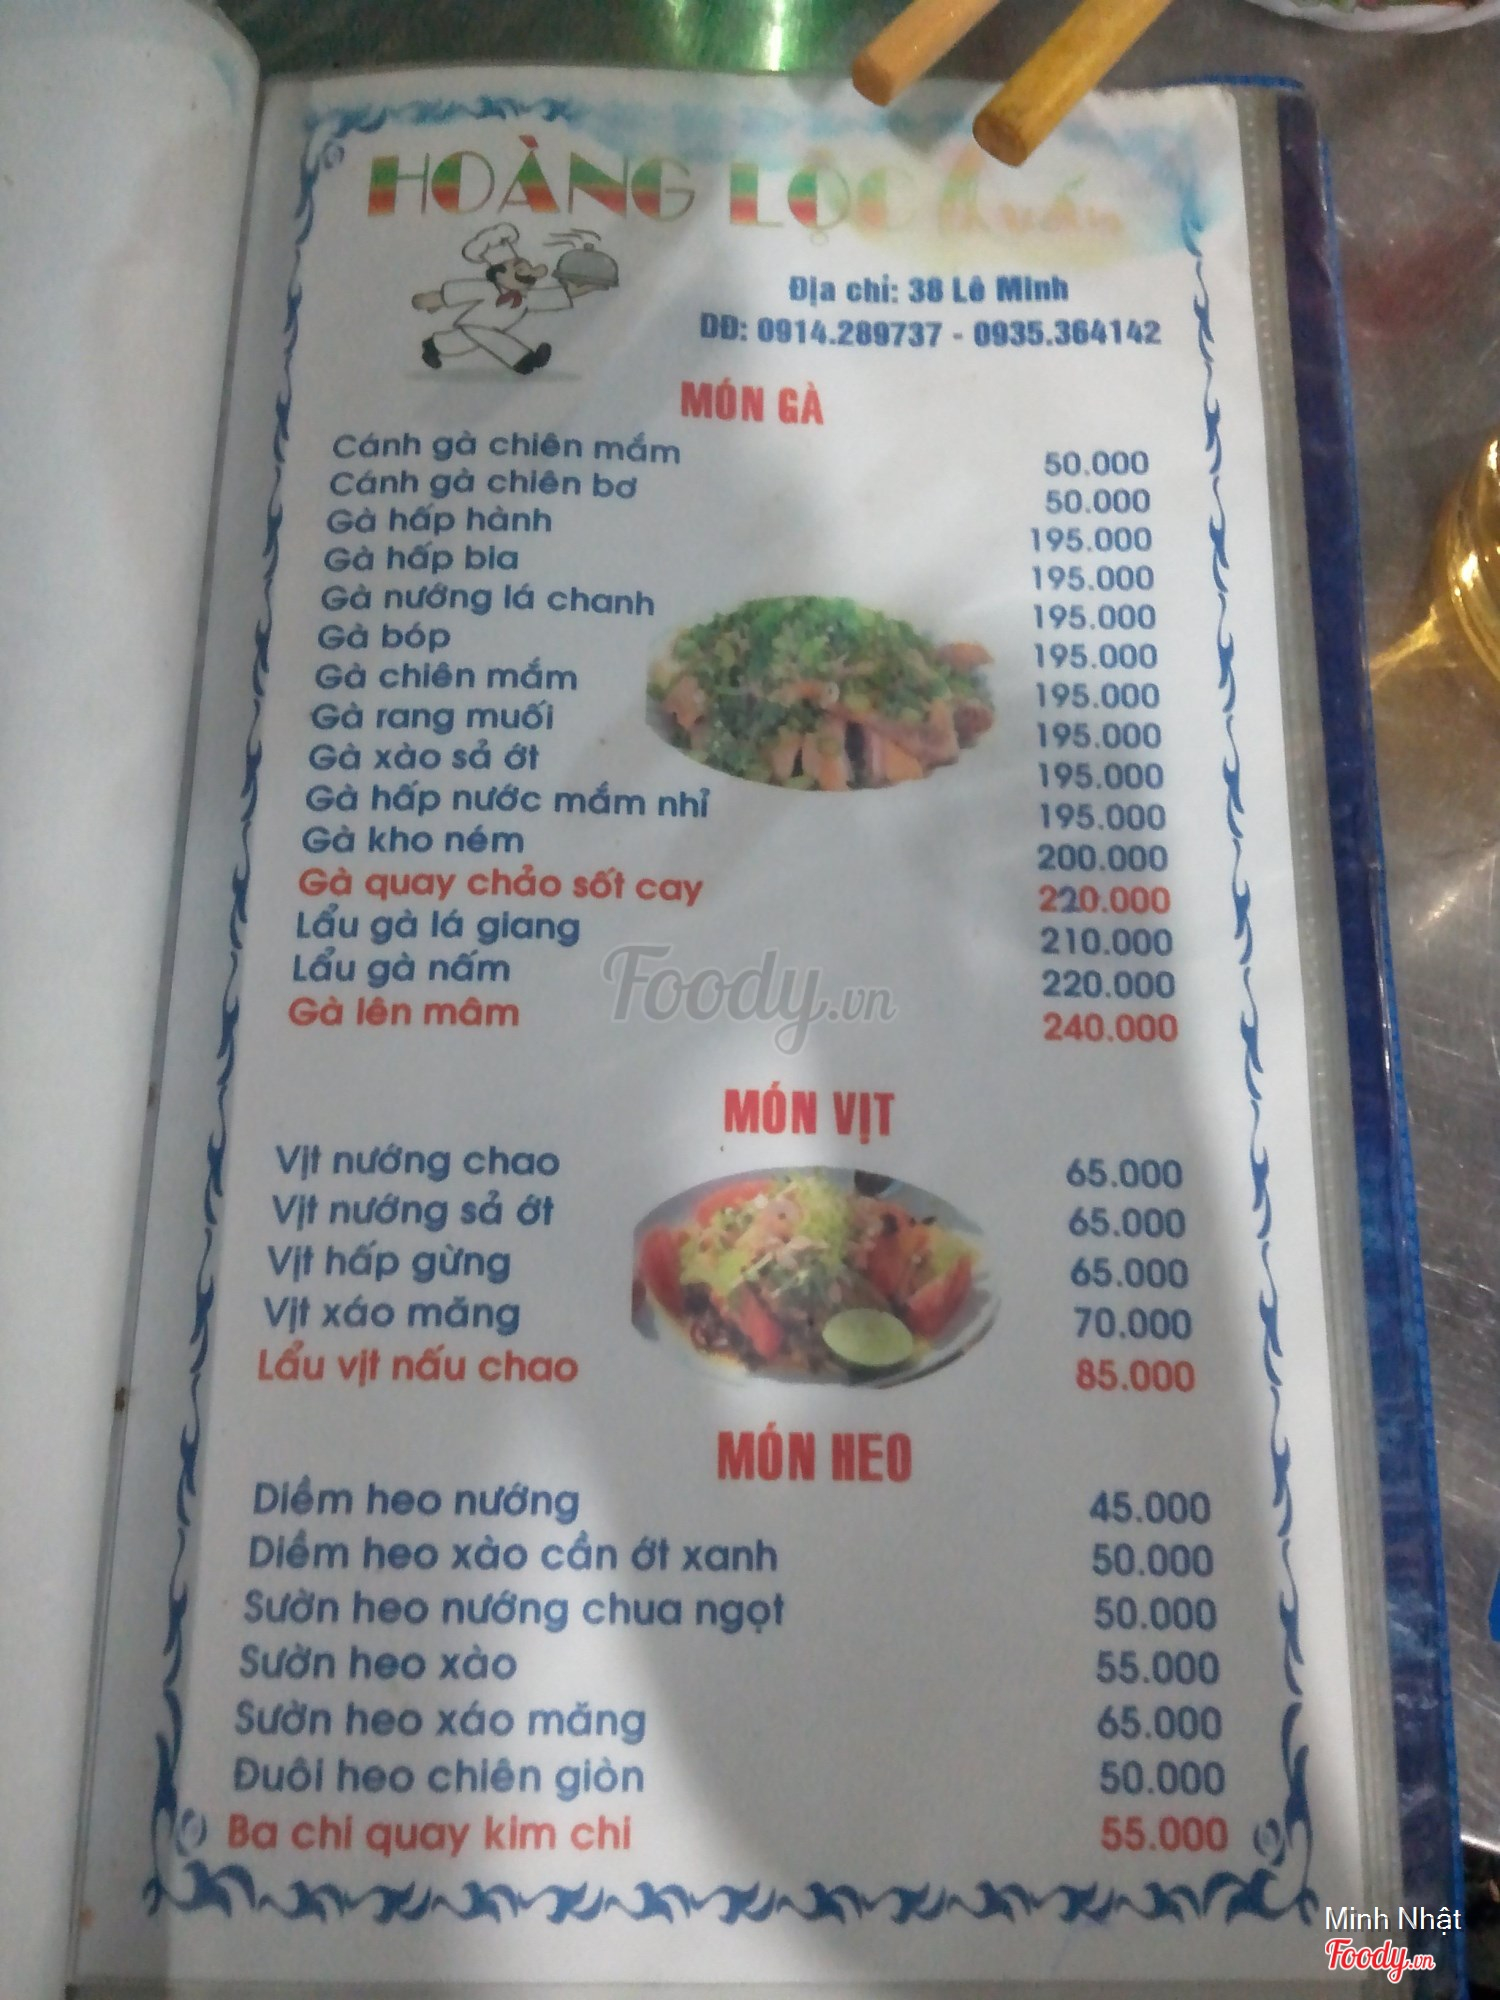 HOÀNG LỘC Quán
Địa chỉ: 38 Lê Minh
DĐ: 0914.289737 - 0935.364142
MÓN GÀ
Cánh gà chiên mắm 50.000
Cánh gà chiên bơ 50.000
Gà hấp hành 195.000
Gà hấp bia 195.000
Gà nướng lá chanh 195.000
Gà bóp 195.000
Gà chiên mắm 195.000
Gà rang muối 195.000
Gà xào sả ớt 195.000
Gà hấp nước mắm nhỉ 195.000
Gà kho ném 200.000
Gà quay chảo sốt cay 220.000
Lẩu gà lá giang 210.000
Lẩu gà nấm 220.000
Gà lên mâm 240.000
Foody.vn
MÓN VỊT
Vịt nướng chao 65.000
Vịt nướng sả ớt 65.000
Vịt hấp gừng 65.000
Vịt xáo măng 70.000
Lẩu vịt nấu chao 85.000
MÓN HEO
Diềm heo nướng 45.000
Diềm heo xào cần ớt xanh 50.000
Sườn heo nướng chua ngọt 50.000
Sườn heo xào 55.000
Sườn heo xáo măng 65.000
Đuôi heo chiên giòn 50.000
Ba chỉ quay kim chi 55.000
Minh Nhật
Foody.vn